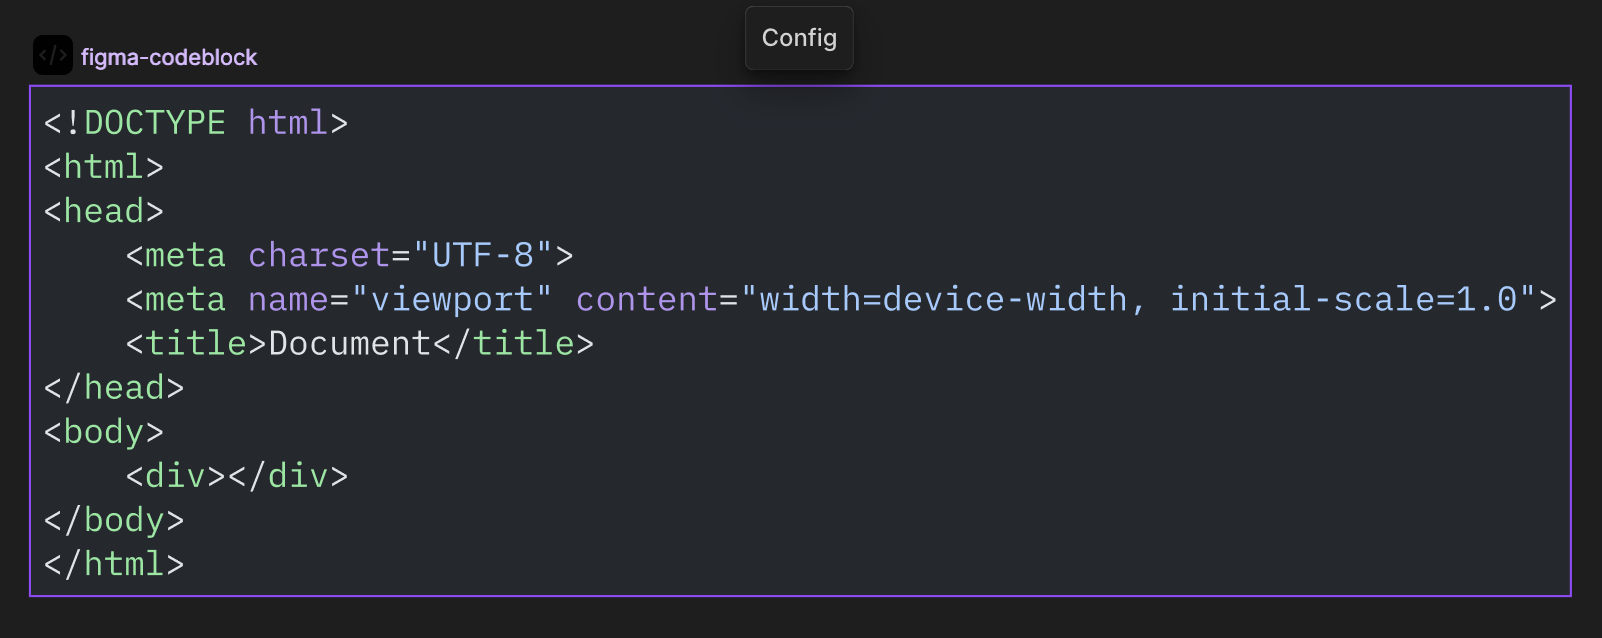 Config
</> figma-codeblock
<!DOCTYPE html>
<html>
<head>
    <meta charset="UTF-8">
    <meta name="viewport" content="width=device-width, initial-scale=1.0">
    <title>Document</title>
</head>
<body>
    <div></div>
</body>
</html>